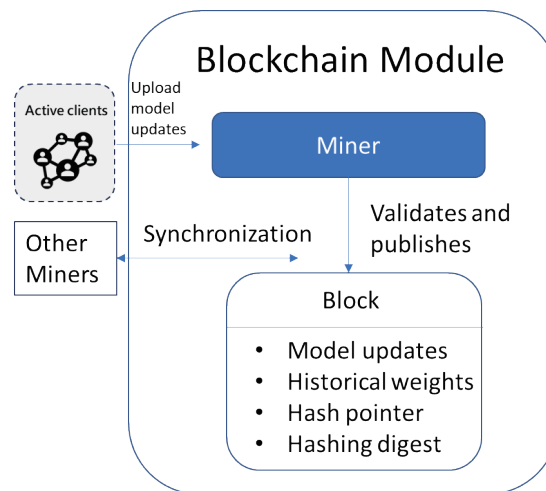 Blockchain Module
Upload
model
updates
Active clients
Miner
Validates and
publishes
Synchronization
Other
Miners
Block
• Model updates
• Historical weights
• Hash pointer
• Hashing digest